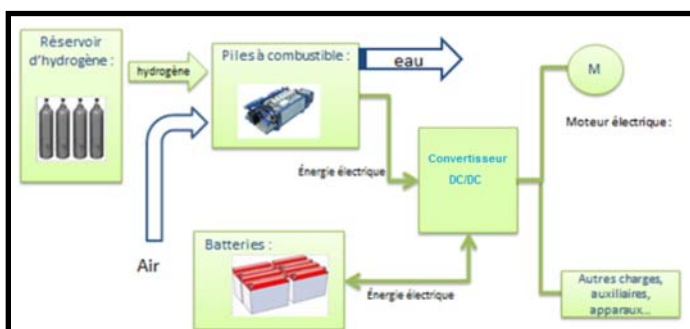 Réservoir
d'hydrogène :
hydrogène
Piles à combustible :
eau
M
Moteur électrique :
Énergie électrique
Convertisseur
DC/DC
Air
Batteries :
Énergie électrique
Autres charges,
auxiliaires,
apparaux...